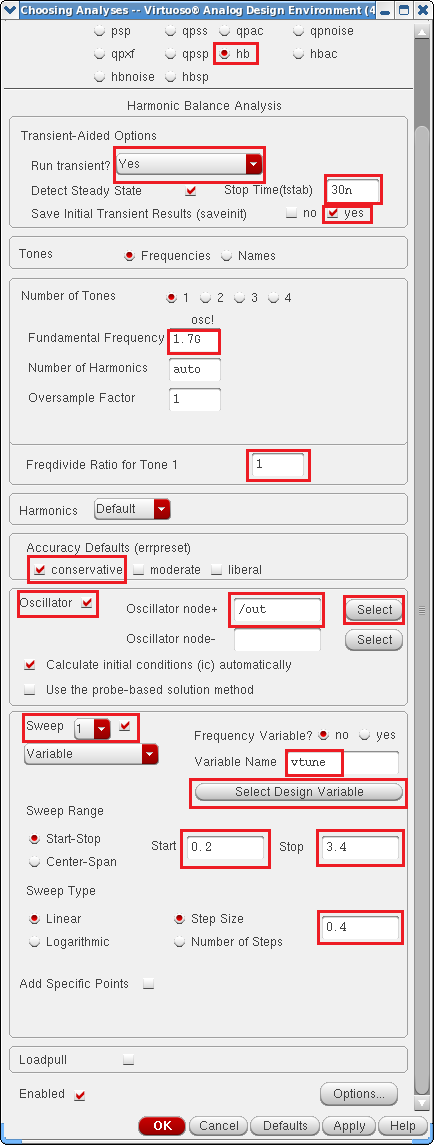 Choosing Analyses -- Virtuoso® Analog Design Environment (4
psp qpss qpac qpnoise
qpxf qpsp hb hbac
hbnoise hbsp
Harmonic Balance Analysis
Transient-Aided Options
Run transient? Yes
Detect Steady State Stop Time(tstab) 30n
Save Initial Transient Results (saveinit) no yes
Tones Frequencies Names
Number of Tones 1 2 3 4
osc!
Fundamental Frequency 1.7G
Number of Harmonics auto
Oversample Factor 1
Freqdivide Ratio for Tone 1 1
Harmonics Default
Accuracy Defaults (errpreset)
conservative moderate liberal
Oscillator Oscillator node+ /out Select
Oscillator node- Select
Calculate initial conditions (ic) automatically
Use the probe-based solution method
Sweep 1 Frequency Variable? no yes
Variable Variable Name vtune
Select Design Variable
Sweep Range
Start-Stop Start 0.2 Stop 3.4
Center-Span
Sweep Type
Linear Step Size 0.4
Logarithmic Number of Steps
Add Specific Points
Loadpull
Enabled Options...
OK Cancel Defaults Apply Help